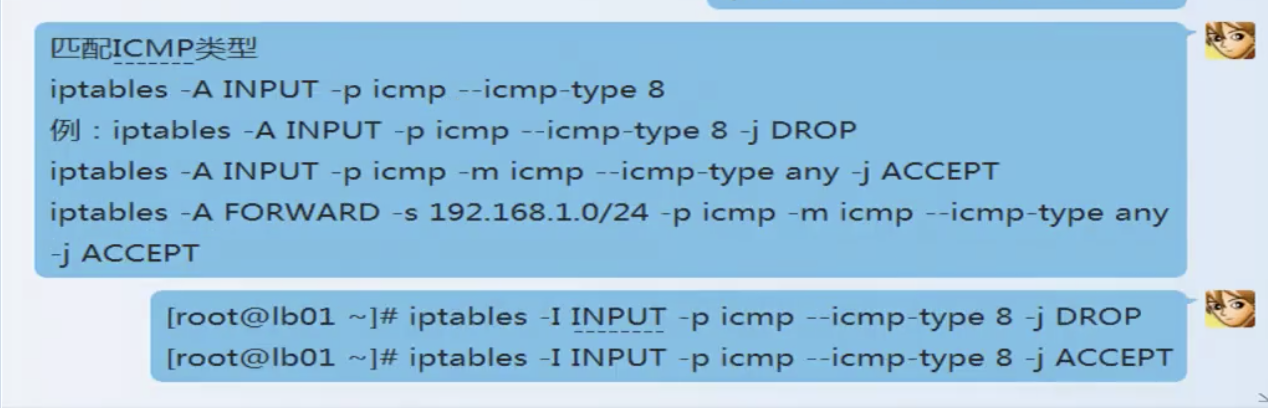 匹配ICMP类型
iptables -A INPUT -p icmp --icmp-type 8
例：iptables -A INPUT -p icmp --icmp-type 8 -j DROP
iptables -A INPUT -p icmp -m icmp --icmp-type any -j ACCEPT
iptables -A FORWARD -s 192.168.1.0/24 -p icmp -m icmp --icmp-type any
-j ACCEPT
[root@lb01 ~]# iptables -I INPUT -p icmp --icmp-type 8 -j DROP
[root@lb01 ~]# iptables -I INPUT -p icmp --icmp-type 8 -j ACCEPT